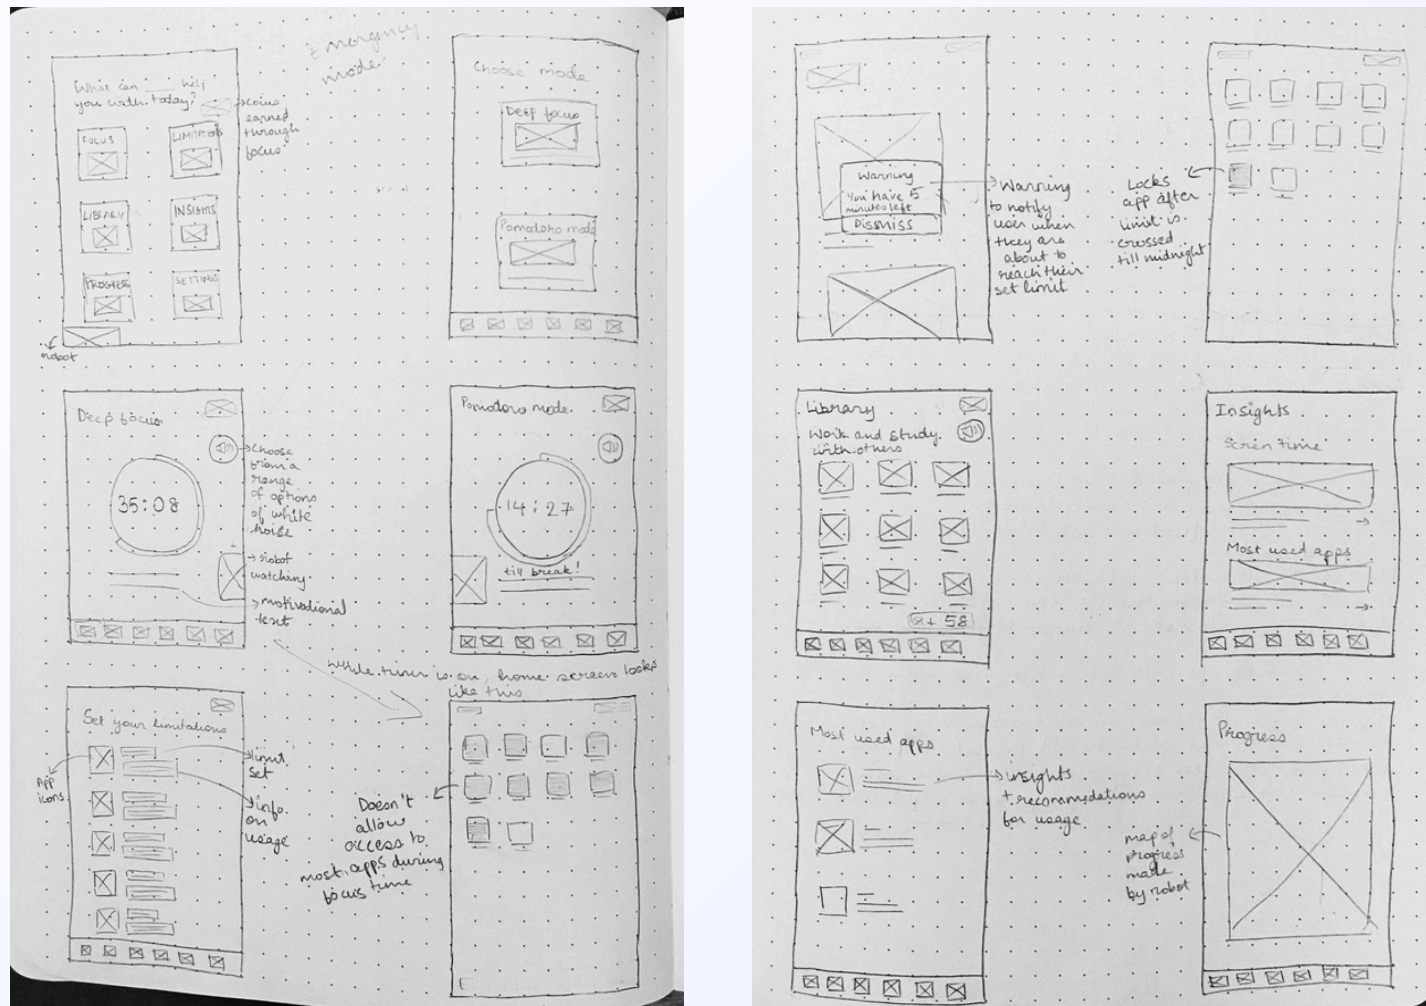 Emergency
mode
What can ___ help
you with today?
→ coins
earned
through
focus
FOCUS
LIMITATIONS
LIBRARY
INSIGHTS
PROGRESS
SETTINGS
robot
Choose mode
Deep focus
Pomodoro mode
Deep focus
35:08
→ choose
from a
range
of options
of white
noise
→ robot
watching
→ motivational
text
Pomodoro mode
14:27
till break!
while timer is on, home screen looks
like this
Set your limitations
App
icons
limit
set
info
on
usage
Doesn't
allow
access to
most apps during
focus time
Warning
You have 5
minutes left
Dismiss
Warning
to notify
user when
they are
about to
reach their
set limit
Locks
app after
limit is
crossed
till midnight
Library
Work and study
with others
+ 58
Insights
Screen time
→
Most used apps
→
Most used apps
→ insights
+ recommedations
for usage
Progress
map of
progress
made
by robot